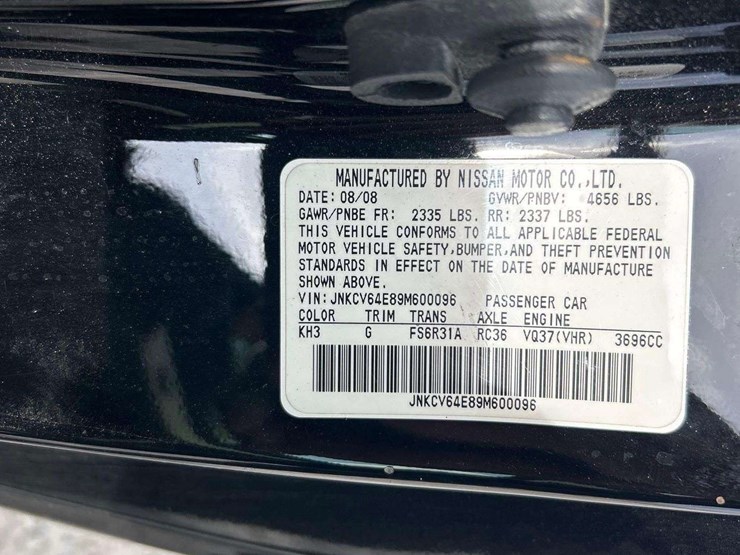 MANUFACTURED BY NISSAN MOTOR CO.,LTD.
DATE: 08/08 GVWR/PNBV: 4656 LBS.
GAWR/PNBE FR: 2335 LBS. RR: 2337 LBS.
THIS VEHICLE CONFORMS TO ALL APPLICABLE FEDERAL
MOTOR VEHICLE SAFETY,BUMPER,AND THEFT PREVENTION
STANDARDS IN EFFECT ON THE DATE OF MANUFACTURE
SHOWN ABOVE.
VIN: JNKCV64E89M600096 PASSENGER CAR
COLOR TRIM TRANS AXLE ENGINE
KH3 G FS6R31A RC36 VQ37(VHR) 3696CC
JNKCV64E89M600096